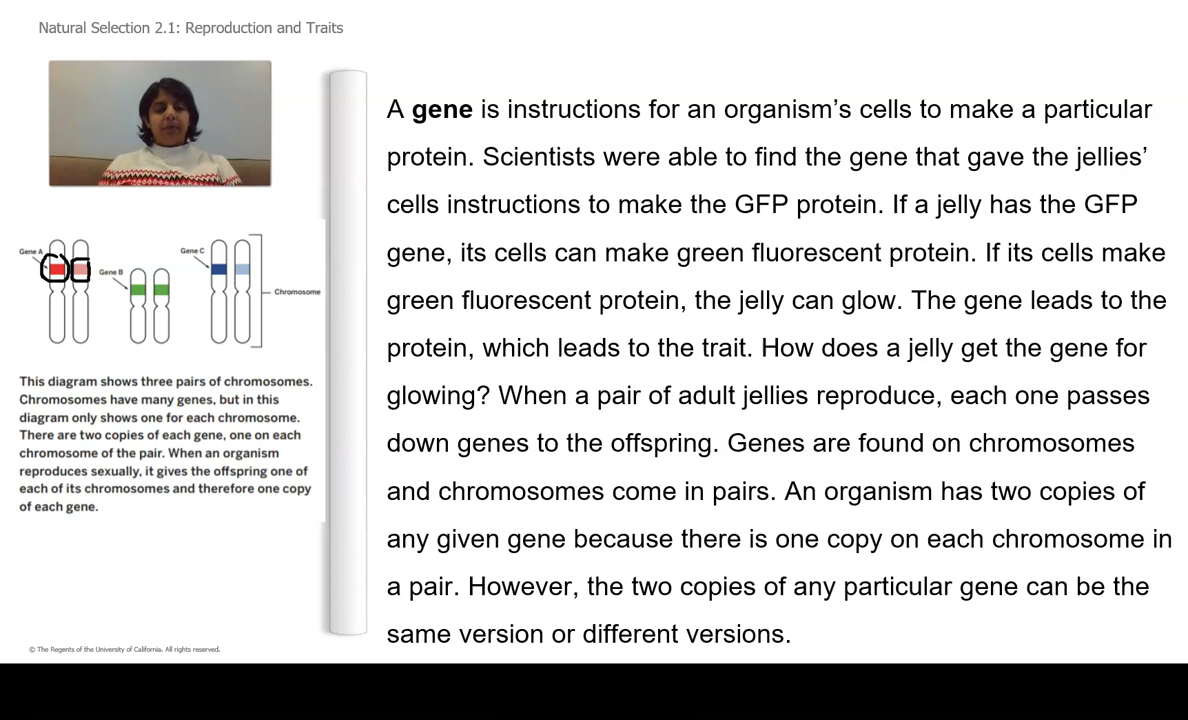 Natural Selection 2.1: Reproduction and Traits
A gene is instructions for an organism’s cells to make a particular
protein. Scientists were able to find the gene that gave the jellies’
cells instructions to make the GFP protein. If a jelly has the GFP
gene, its cells can make green fluorescent protein. If its cells make
green fluorescent protein, the jelly can glow. The gene leads to the
protein, which leads to the trait. How does a jelly get the gene for
glowing? When a pair of adult jellies reproduce, each one passes
down genes to the offspring. Genes are found on chromosomes
and chromosomes come in pairs. An organism has two copies of
any given gene because there is one copy on each chromosome in
a pair. However, the two copies of any particular gene can be the
same version or different versions.
Gene A
Gene B
Gene C
Chromosome
This diagram shows three pairs of chromosomes.
Chromosomes have many genes, but in this
diagram only shows one for each chromosome.
There are two copies of each gene, one on each
chromosome of the pair. When an organism
reproduces sexually, it gives the offspring one of
each of its chromosomes and therefore one copy
of each gene.
© The Regents of the University of California. All rights reserved.